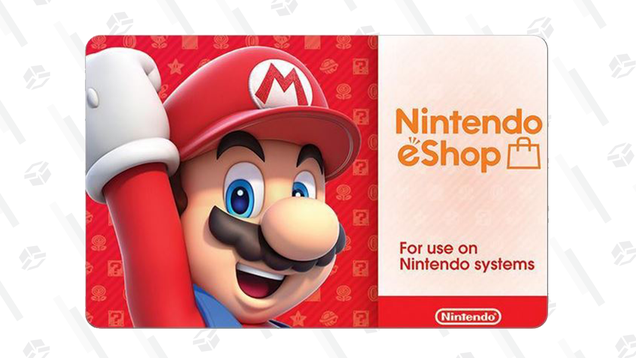 M
Nintendo
eShop
For use on
Nintendo systems
Nintendo